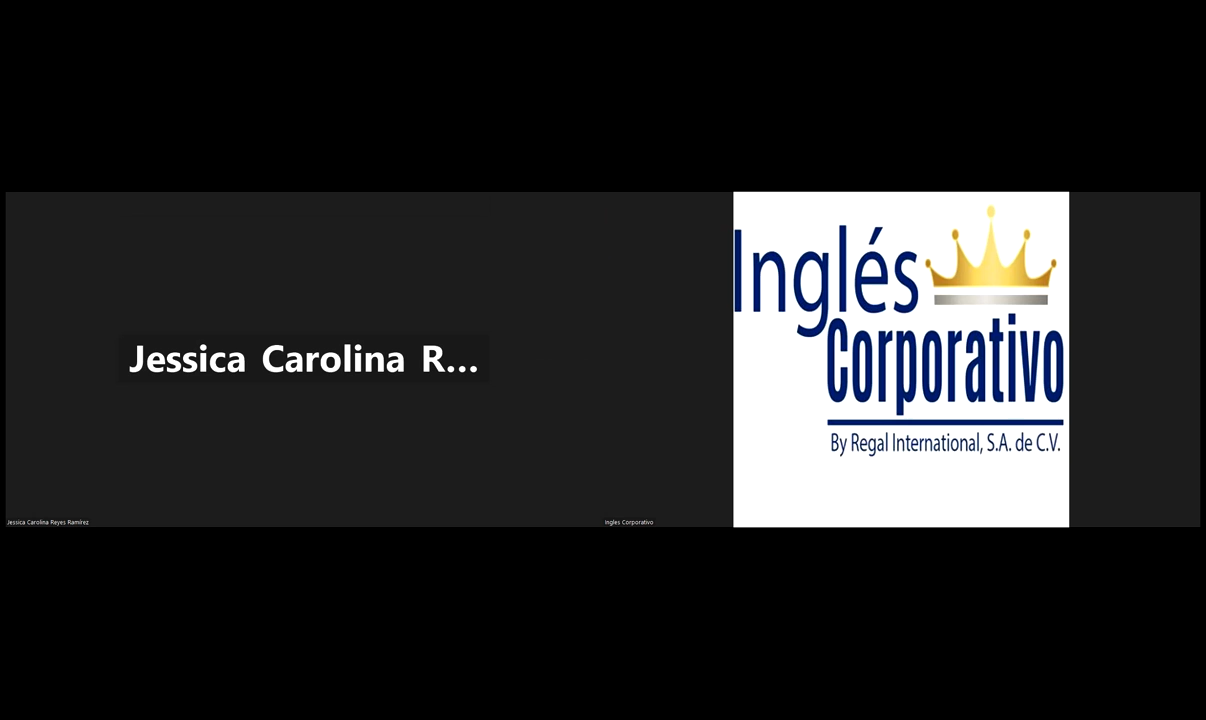 Jessica Carolina R...
Jessica Carolina Reyes Ramírez
Inglés
Corporativo
By Regal International, S.A. de C.V.
Ingles Corporativo